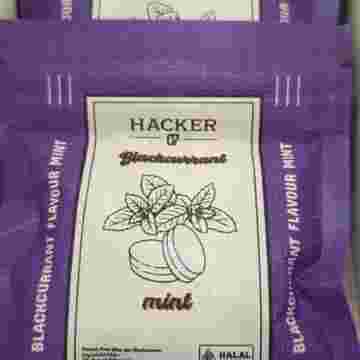 HACKER
Blackcurrant
mint
BLACKCURRANT FLAVOUR MINT
BLACKCURRANT FLAVOUR MINT
HALAL